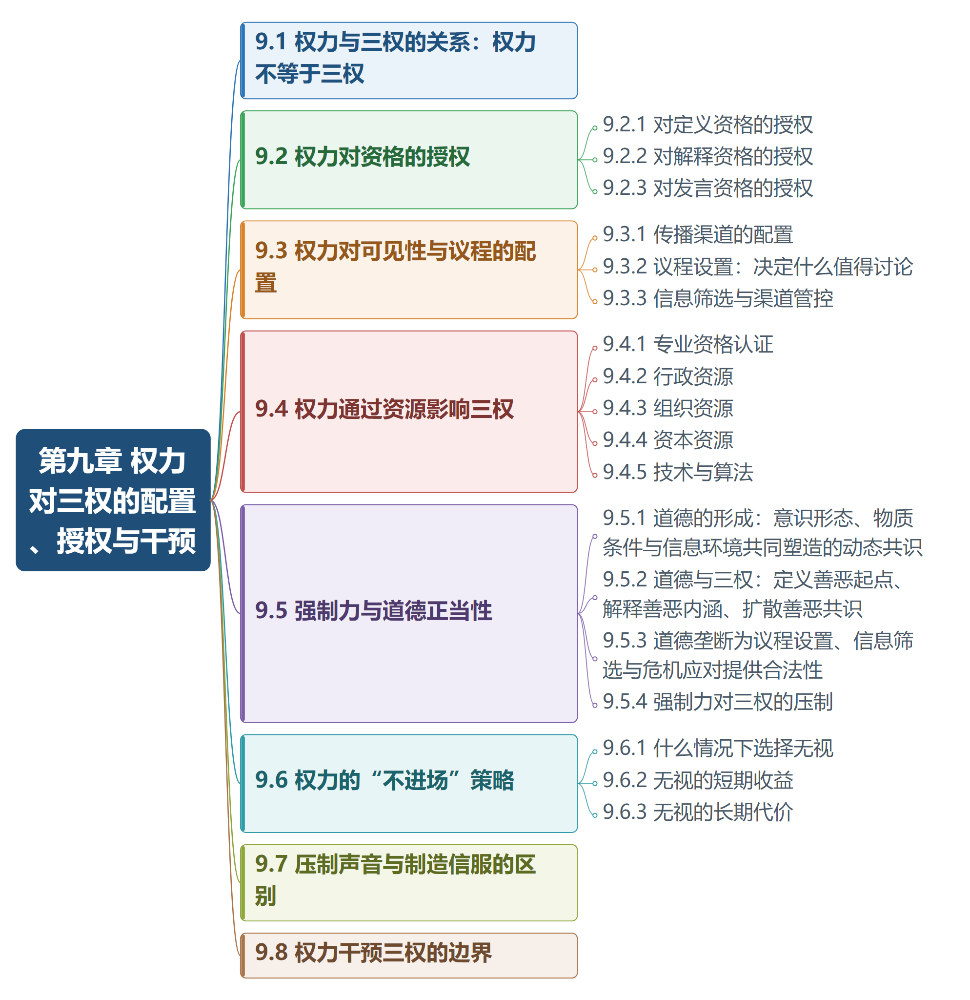 第九章 权力
对三权的配置
、授权与干预
9.1 权力与三权的关系：权力
不等于三权
9.2 权力对资格的授权
9.2.1 对定义资格的授权
9.2.2 对解释资格的授权
9.2.3 对发言资格的授权
9.3 权力对可见性与议程的配
置
9.3.1 传播渠道的配置
9.3.2 议程设置：决定什么值得讨论
9.3.3 信息筛选与渠道管控
9.4 权力通过资源影响三权
9.4.1 专业资格认证
9.4.2 行政资源
9.4.3 组织资源
9.4.4 资本资源
9.4.5 技术与算法
9.5 强制力与道德正当性
9.5.1 道德的形成：意识形态、物质
条件与信息环境共同塑造的动态共识
9.5.2 道德与三权：定义善恶起点、
解释善恶内涵、扩散善恶共识
9.5.3 道德垄断为议程设置、信息筛
选与危机应对提供合法性
9.5.4 强制力对三权的压制
9.6 权力的“不进场”策略
9.6.1 什么情况下选择无视
9.6.2 无视的短期收益
9.6.3 无视的长期代价
9.7 压制声音与制造信服的区
别
9.8 权力干预三权的边界